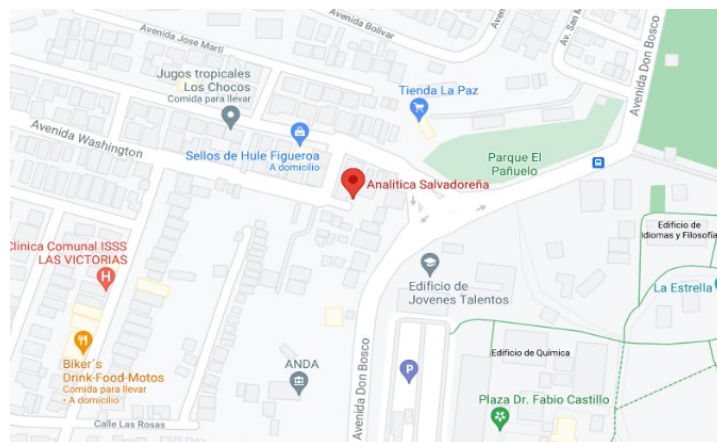 Avenida Bolivar
Avenida Jose Marti
Av. San M
Avenida Don Bosco
Jugos tropicales
Los Chocos
Comida para llevar
Tienda La Paz
Avenida Washington
Sellos de Hule Figueroa
A domicilio
Parque El
Pañuelo
Analitica Salvadoreña
Edificio de
Idiomas y Filosofía
Clinica Comunal ISSS
LAS VICTORIAS
H
Edificio de
Jovenes Talentos
La Estrella
Biker´s
Drink-Food-Motos
Comida para llevar
• A domicilio
ANDA
Avenida Don Bosco
P
Edificio de Química
Plaza Dr. Fabio Castillo
Calle Las Rosas